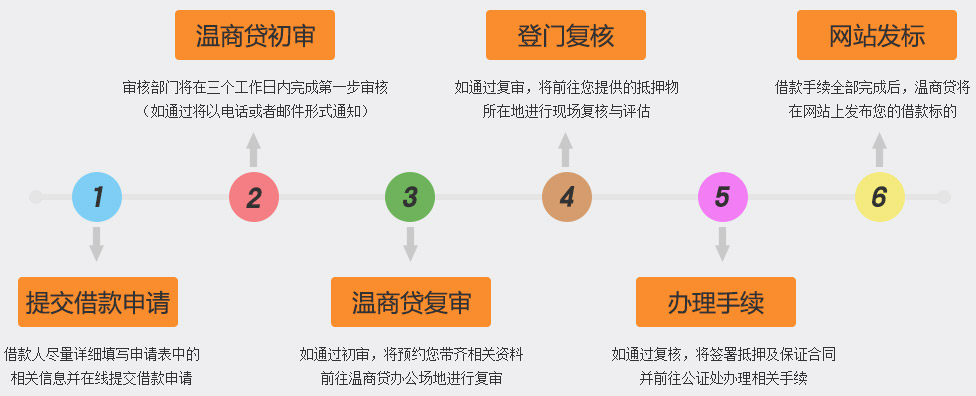 温商贷初审
审核部门将在三个工作日内完成第一步审核
（如通过将以电话或者邮件形式通知）
登门复核
如通过复审，将前往您提供的抵押物
所在地进行现场复核与评估
网站发标
借款手续全部完成后，温商贷将
在网站上发布您的借款标的
1
2
3
4
5
6
提交借款申请
借款人尽量详细填写申请表中的
相关信息并在线提交借款申请
温商贷复审
如通过初审，将预约您带齐相关资料
前往温商贷办公场地进行复审
办理手续
如通过复核，将签署抵押及保证合同
并前往公证处办理相关手续